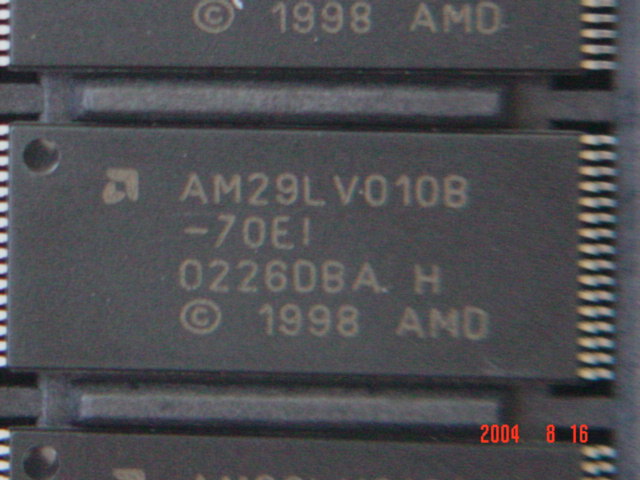 © 1998 AMD
AM29LV010B
-70EI
0226DBA H
© 1998 AMD
2004 8 16